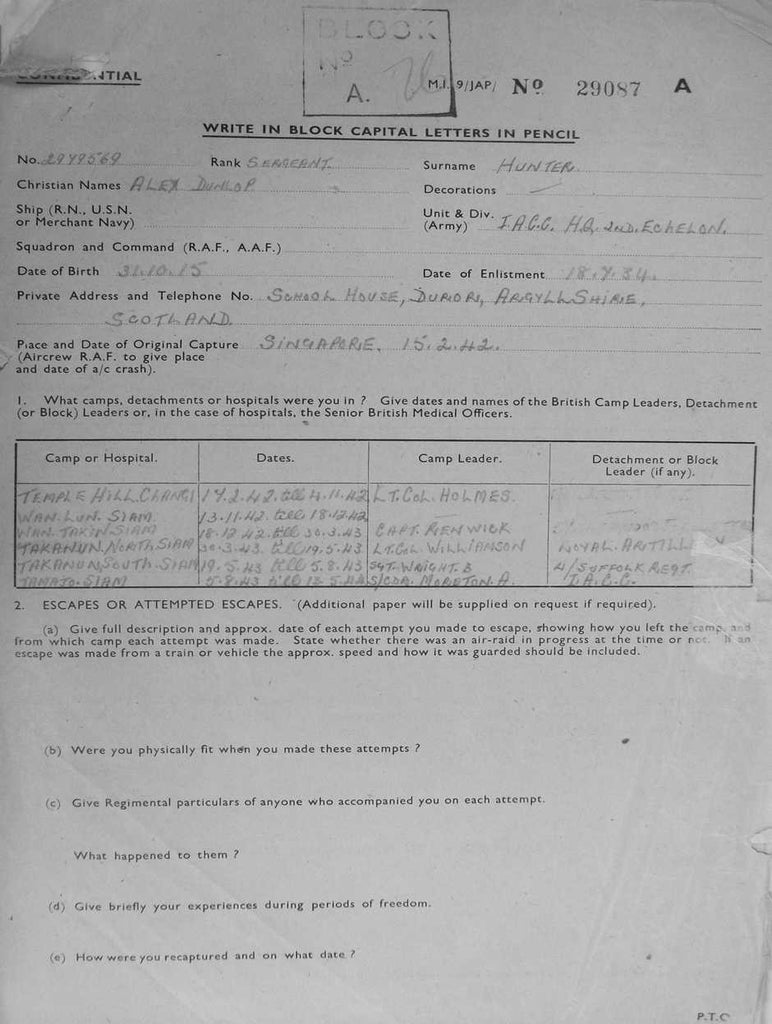 BLOCK
Nº
A.
M.I.9/JAP/ Nº 29087 A
WRITE IN BLOCK CAPITAL LETTERS IN PENCIL
No. Rank SERGEANT Surname HUNTER.
Christian Names ALEX DUNLOP Decorations —
Ship (R.N., U.S.N.
or Merchant Navy) Unit & Div.
(Army) H.Q. 2ND. ECHELON.
Squadron and Command (R.A.F., A.A.F.)
Date of Birth 31.10.15 Date of Enlistment
Private Address and Telephone No. SCHOOL HOUSE, DUROR, ARGYLLSHIRE,
SCOTLAND.
Place and Date of Original Capture SINGAPORE, 15.2.42.
(Aircrew R.A.F. to give place
and date of a/c crash).
1. What camps, detachments or hospitals were you in ? Give dates and names of the British Camp Leaders, Detachment
(or Block) Leaders or, in the case of hospitals, the Senior British Medical Officers.
Camp or Hospital. Dates. Camp Leader. Detachment or Block
Leader (if any).
TEMPLE HILL. CHANGI 17.2.42. till 4.11.42 LT. COL. HOLMES.
WAN. LUN. SIAM 13.11.42. till 18.12.42
WAN. TAKIN. SIAM 18.12.42. till 30.3.43 CAPT. RENWICK
TAKANUN. NORTH. SIAM 30.3.43. till 19.5.43 LT. COL. WILLIAMSON ROYAL. ARTILL
TAKANUN. SOUTH. SIAM 19.5.43 till 5.8.43 SGT. WRIGHT. B 4/SUFFOLK REGT.
SIAM 5.8.43 till MORETON. A.
2. ESCAPES OR ATTEMPTED ESCAPES. (Additional paper will be supplied on request if required).
(a) Give full description and approx. date of each attempt you made to escape, showing how you left the camp, and
from which camp each attempt was made. State whether there was an air-raid in progress at the time or not. If an
escape was made from a train or vehicle the approx. speed and how it was guarded should be included.
(b) Were you physically fit when you made these attempts ?
(c) Give Regimental particulars of anyone who accompanied you on each attempt.
What happened to them ?
(d) Give briefly your experiences during periods of freedom.
(e) How were you recaptured and on what date ?
P.T.O